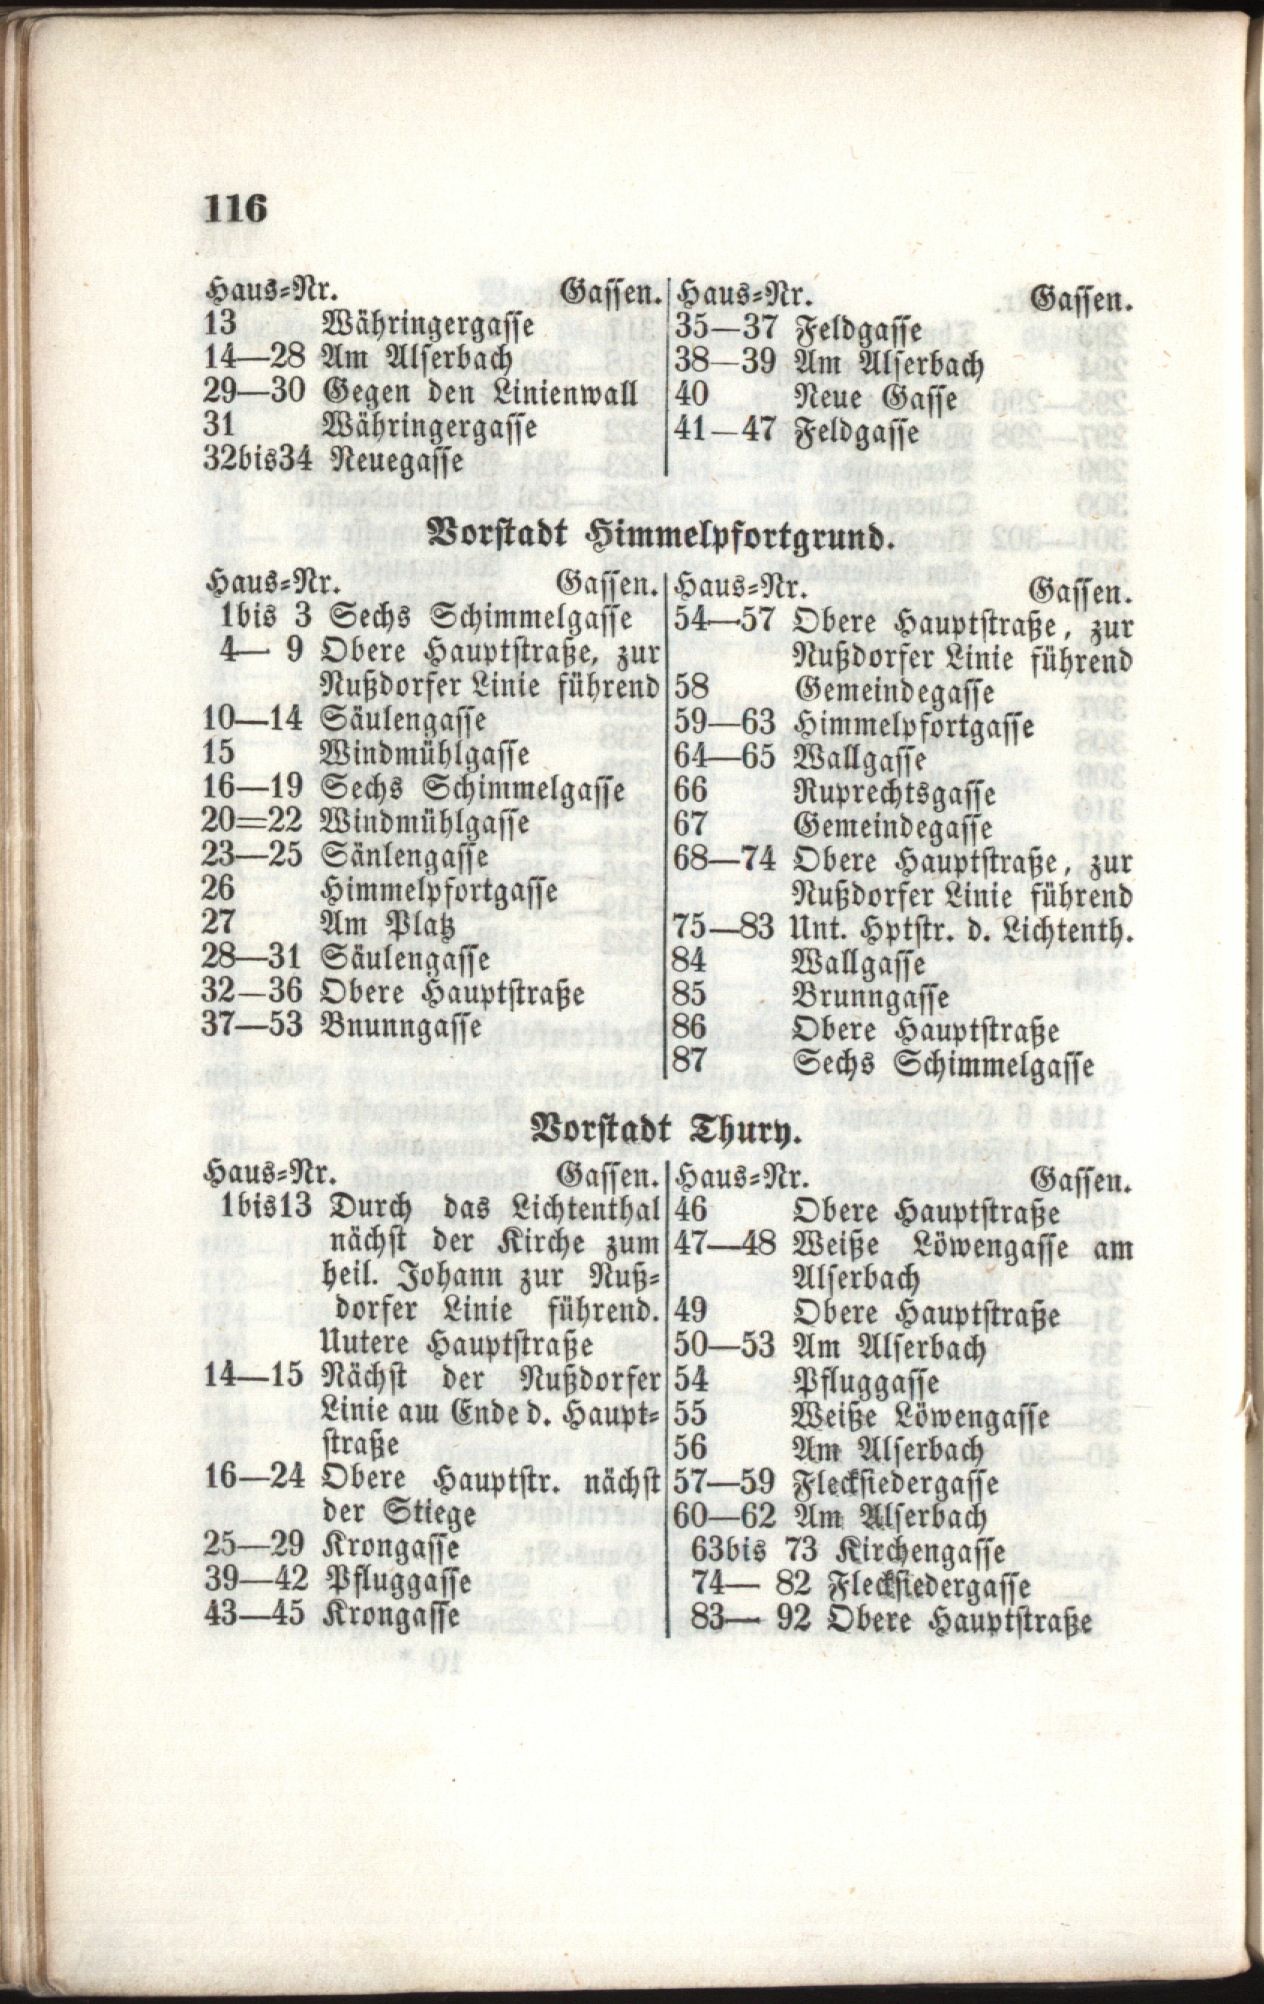 116
Haus-Nr. Gassen.
13 Währingergasse
14—28 Am Alserbach
29—30 Gegen den Linienwall
31 Währingergasse
32bis34 Neuegasse
Haus-Nr. Gassen.
35—37 Feldgasse
38—39 Am Alserbach
40 Neue Gasse
41—47 Feldgasse
Vorstadt Himmelpfortgrund.
Haus-Nr. Gassen.
1bis 3 Sechs Schimmelgasse
4— 9 Obere Hauptstraße, zur
Nußdorfer Linie führend
10—14 Säulengasse
15 Windmühlgasse
16—19 Sechs Schimmelgasse
20=22 Windmühlgasse
23—25 Sänlengasse
26 Himmelpfortgasse
27 Am Platz
28—31 Säulengasse
32—36 Obere Hauptstraße
37—53 Bnunngasse
Haus-Nr. Gassen.
54—57 Obere Hauptstraße, zur
Nußdorfer Linie führend
58 Gemeindegasse
59—63 Himmelpfortgasse
64—65 Wallgasse
66 Ruprechtsgasse
67 Gemeindegasse
68—74 Obere Hauptstraße, zur
Nußdorfer Linie führend
75—83 Unt. Hptstr. d. Lichtenth.
84 Wallgasse
85 Brunngasse
86 Obere Hauptstraße
87 Sechs Schimmelgasse
Vorstadt Thury.
Haus-Nr. Gassen.
1bis13 Durch das Lichtenthal
nächst der Kirche zum
heil. Johann zur Nuß-
dorfer Linie führend.
Untere Hauptstraße
14—15 Nächst der Nußdorfer
Linie am Ende d. Haupt-
straße
16—24 Obere Hauptstr. nächst
der Stiege
25—29 Krongasse
39—42 Pfluggasse
43—45 Krongasse
Haus-Nr. Gassen.
46 Obere Hauptstraße
47—48 Weiße Löwengasse am
Alserbach
49 Obere Hauptstraße
50—53 Am Alserbach
54 Pfluggasse
55 Weiße Löwengasse
56 Am Alserbach
57—59 Flecksiedergasse
60—62 Am Alserbach
63bis 73 Kirchengasse
74— 82 Flecksiedergasse
83— 92 Obere Hauptstraße